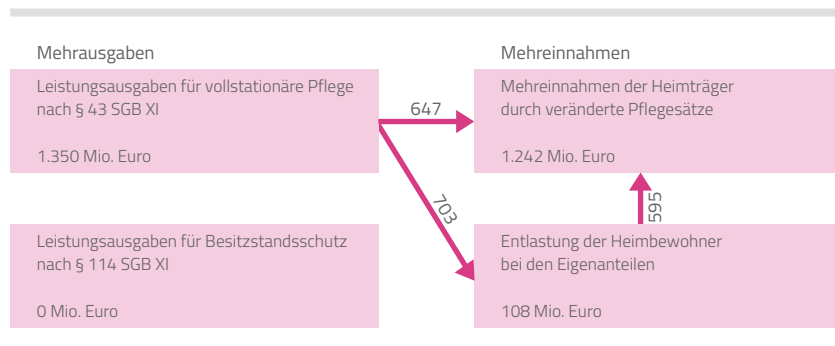 Mehrausgaben
Leistungsausgaben für vollstationäre Pflege
nach § 43 SGB XI
1.350 Mio. Euro
Leistungsausgaben für Besitzstandsschutz
nach § 114 SGB XI
0 Mio. Euro
647
703
Mehreinnahmen
Mehreinnahmen der Heimträger
durch veränderte Pflegesätze
1.242 Mio. Euro
595
Entlastung der Heimbewohner
bei den Eigenanteilen
108 Mio. Euro